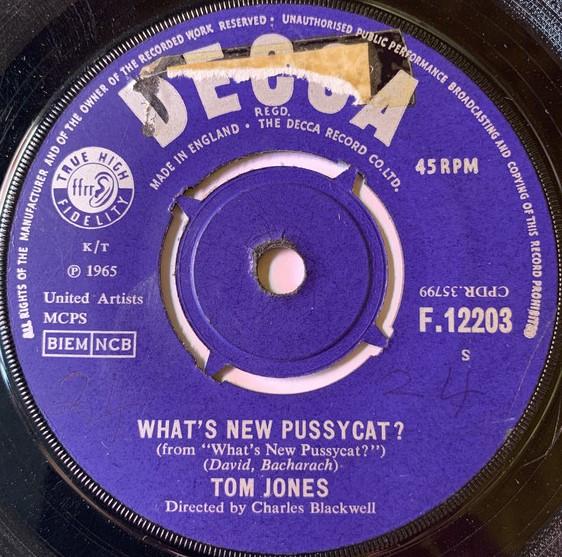 ALL RIGHTS OF THE MANUFACTURER AND OF THE OWNER OF THE RECORDED WORK RESERVED • UNAUTHORISED PUBLIC PERFORMANCE BROADCASTING AND COPYING OF THIS RECORD PROHIBITED
DECCA
REGD.
MADE IN ENGLAND • THE DECCA RECORD CO. LTD.
TRUE HIGH
ffrr
FIDELITY
45 RPM
K/T
℗ 1965
United Artists
MCPS
BIEM NCB
CPDR.35799
F.12203
S
24
24
WHAT'S NEW PUSSYCAT?
(from "What's New Pussycat?")
(David, Bacharach)
TOM JONES
Directed by Charles Blackwell